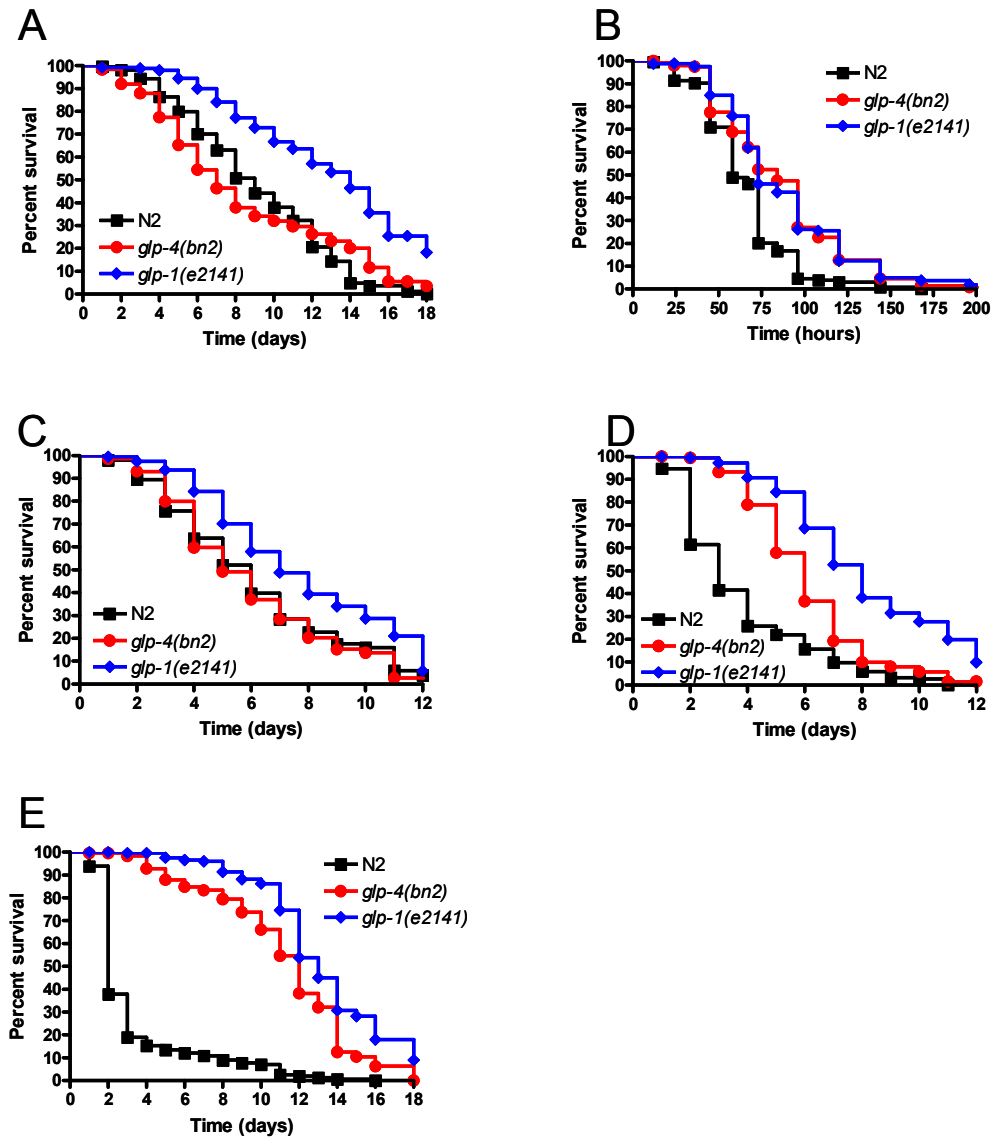 A
100
90
80
70
60
50
40
30
20
10
0
Percent survival
N2
glp-4(bn2)
glp-1(e2141)
0 2 4 6 8 10 12 14 16 18
Time (days)
B
100
90
80
70
60
50
40
30
20
10
0
Percent survival
N2
glp-4(bn2)
glp-1(e2141)
0 25 50 75 100 125 150 175 200
Time (hours)
C
100
90
80
70
60
50
40
30
20
10
0
Percent survival
N2
glp-4(bn2)
glp-1(e2141)
0 2 4 6 8 10 12
Time (days)
D
100
90
80
70
60
50
40
30
20
10
0
Percent survival
N2
glp-4(bn2)
glp-1(e2141)
0 2 4 6 8 10 12
Time (days)
E
100
90
80
70
60
50
40
30
20
10
0
Percent survival
N2
glp-4(bn2)
glp-1(e2141)
0 2 4 6 8 10 12 14 16 18
Time (days)